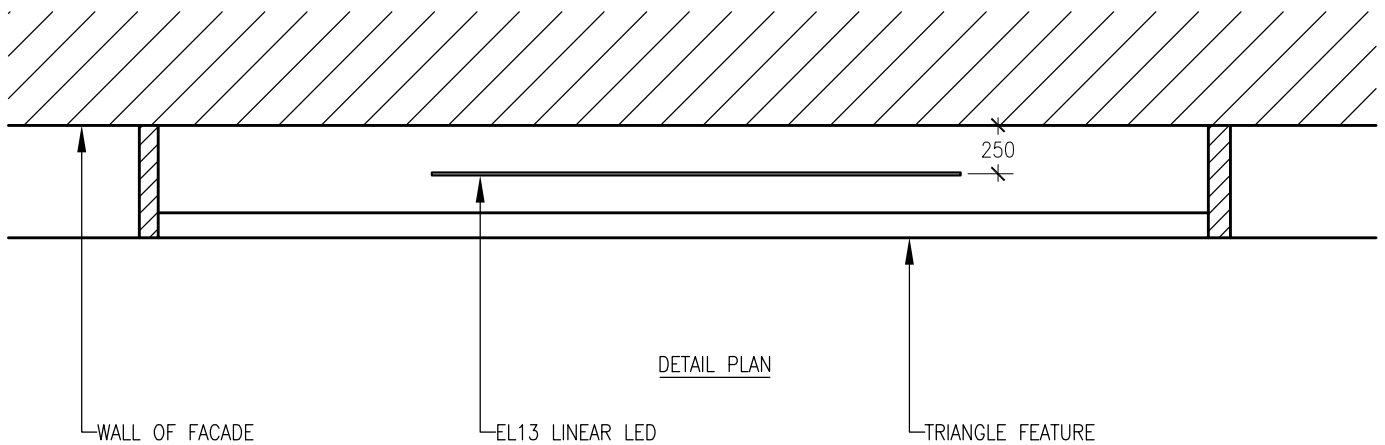 250
DETAIL PLAN
WALL OF FACADE
EL13 LINEAR LED
TRIANGLE FEATURE